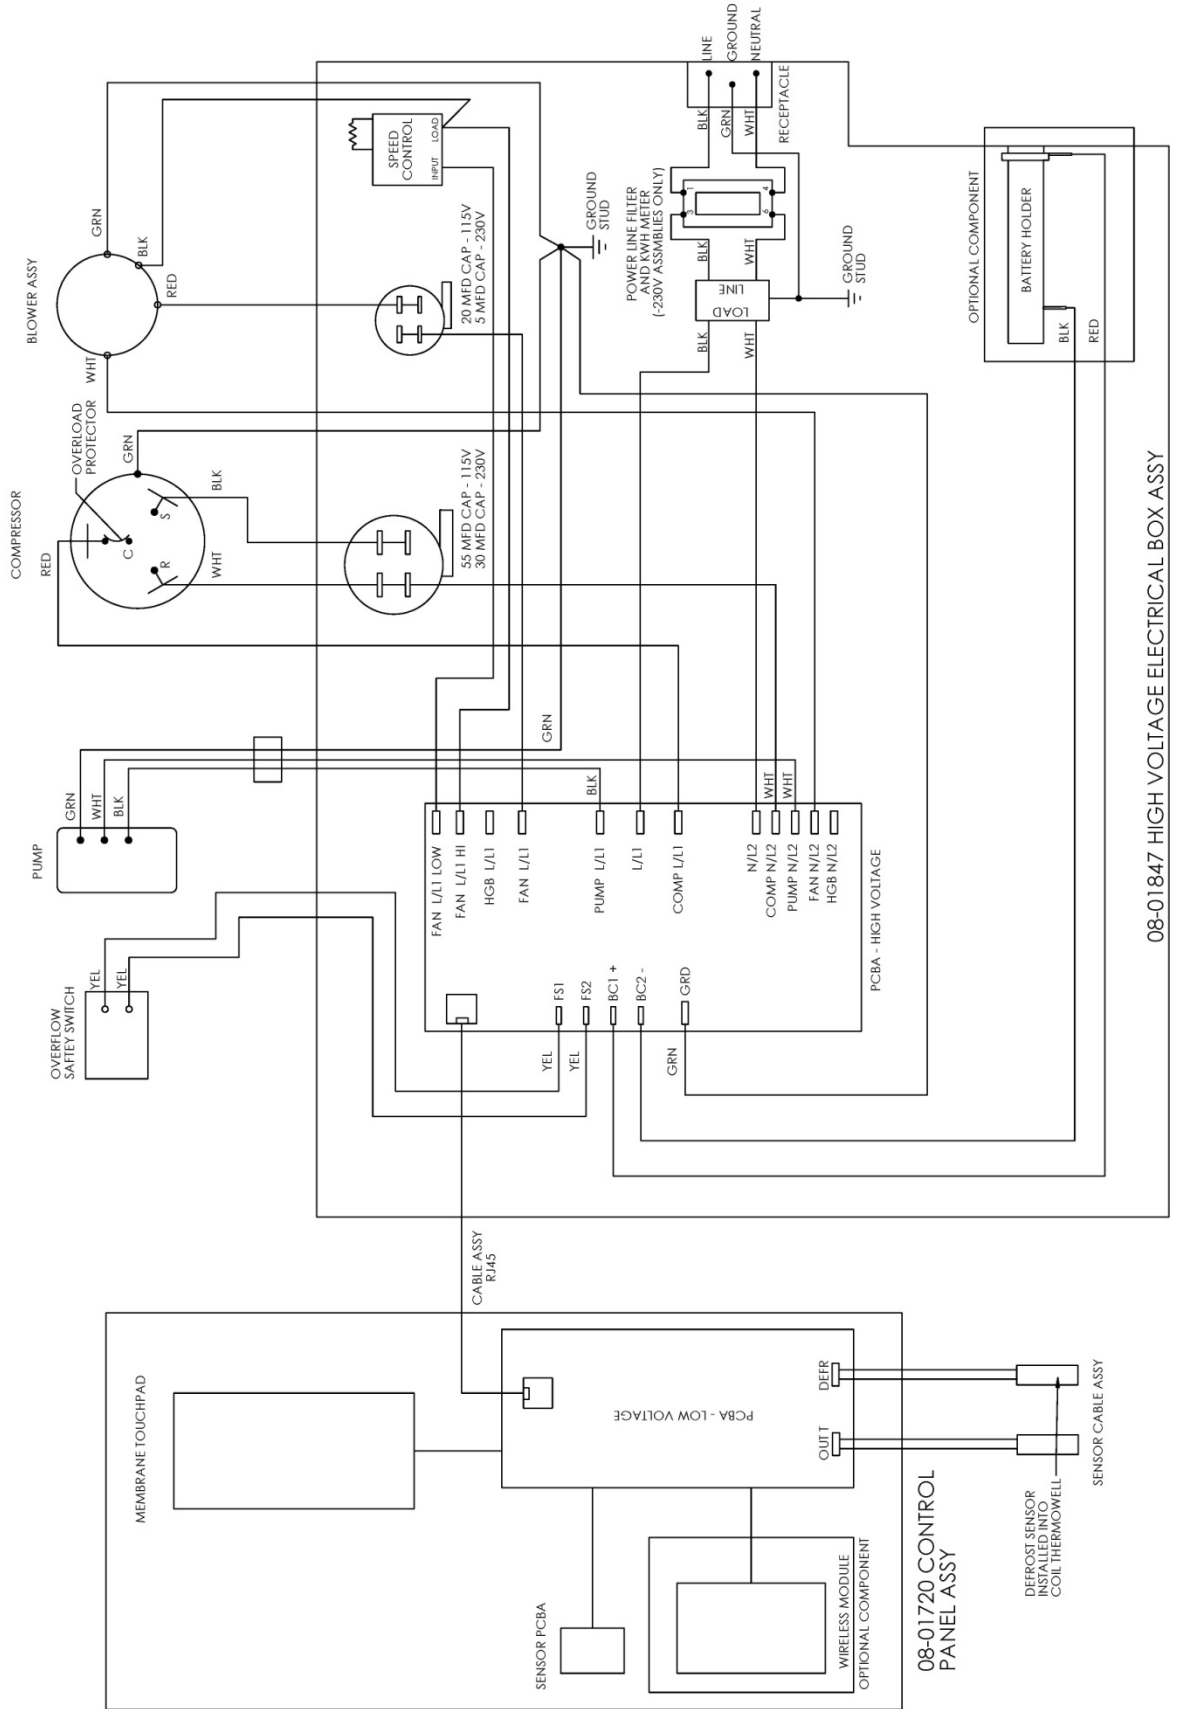 BLOWER ASSY
GRN
BLK
RED
WHT
SPEED
CONTROL
INPUT
LOAD
20 MFD CAP - 115V
5 MFD CAP - 230V
GROUND
STUD
LINE
GROUND
NEUTRAL
RECEPTACLE
BLK
GRN
WHT
POWER LINE FILTER
AND KWH METER
(-230V ASSMBLIES ONLY)
1
3
4
6
BLK
WHT
LINE
LOAD
BLK
WHT
GROUND
STUD
OPTIONAL COMPONENT
BATTERY HOLDER
BLK
RED
COMPRESSOR
RED
OVERLOAD
PROTECTOR
GRN
C
S
R
BLK
WHT
55 MFD CAP - 115V
30 MFD CAP - 230V
PUMP
GRN
WHT
BLK
GRN
BLK
WHT
WHT
OVERFLOW
SAFTEY SWITCH
YEL
YEL
FAN L/L1 LOW
FAN L/L1 HI
HGB L/L1
FAN L/L1
PUMP L/L1
L/L1
COMP L/L1
N/L2
COMP N/L2
PUMP N/L2
FAN N/L2
HGB N/L2
FS1
FS2
BC1 +
BC2 -
GRD
YEL
YEL
GRN
PCBA - HIGH VOLTAGE
08-01847 HIGH VOLTAGE ELECTRICAL BOX ASSY
CABLE ASSY
RJ45
MEMBRANE TOUCHPAD
PCBA - LOW VOLTAGE
DEFR
OUT T
SENSOR PCBA
WIRELESS MODULE
OPTIONAL COMPONENT
08-01720 CONTROL
PANEL ASSY
DEFROST SENSOR
INSTALLED INTO
COIL THERMOWELL
SENSOR CABLE ASSY